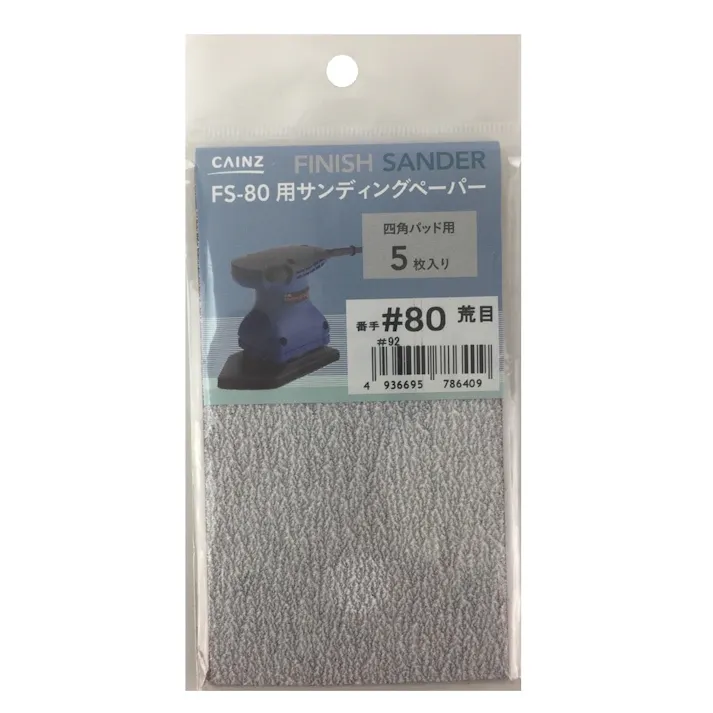 CAINZ FINISH SANDER
FS-80 用サンディングペーパー
四角パッド用
5 枚入り
番手 #80 荒目
#92
4 936695 786409